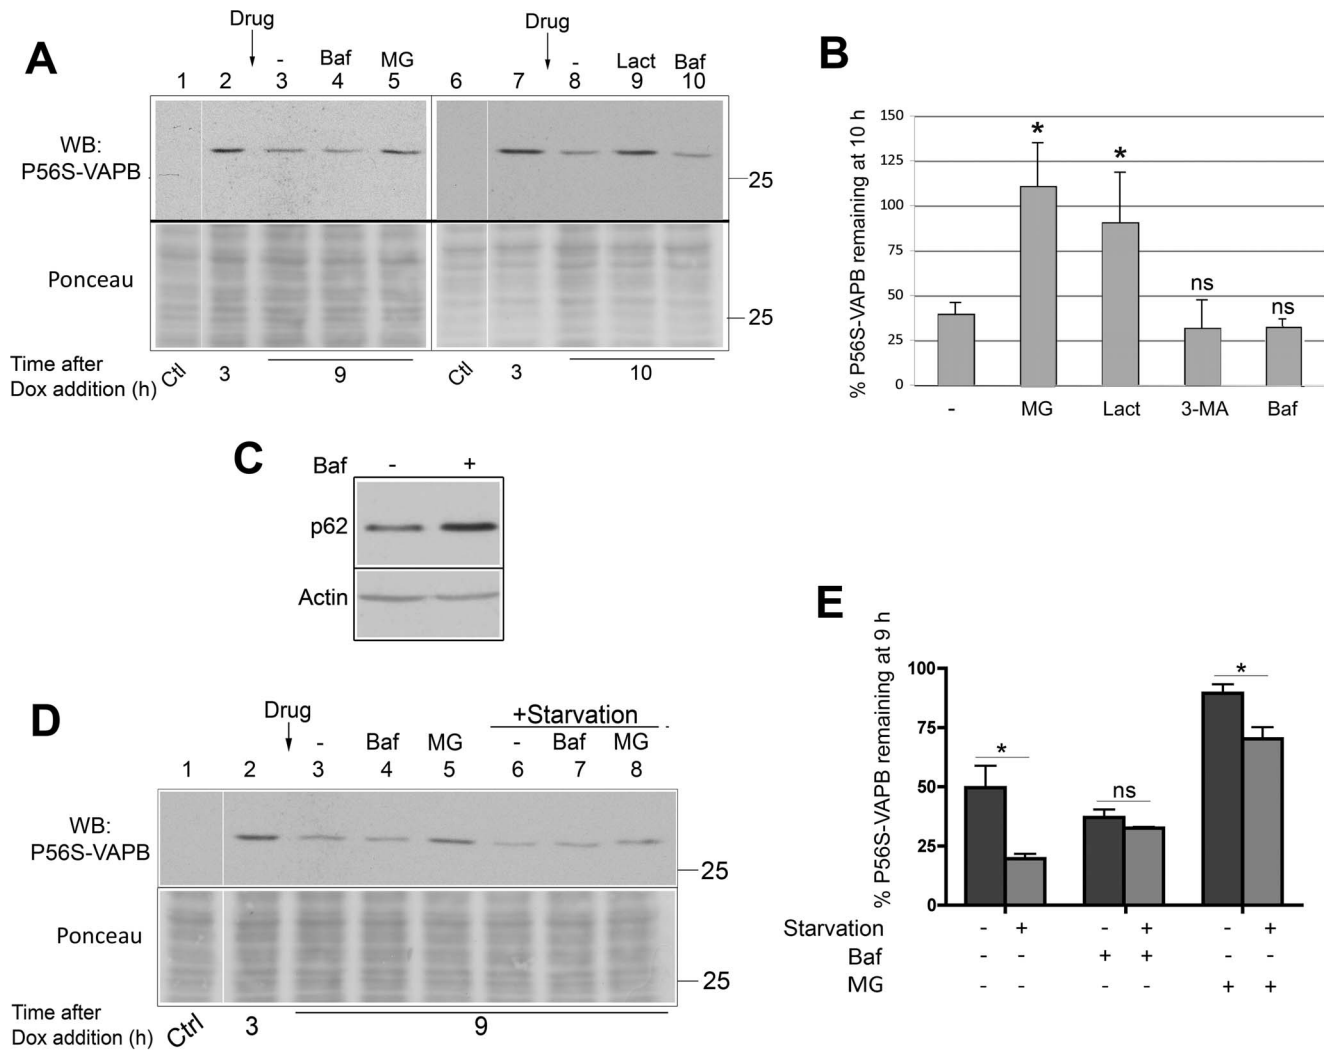 A
Drug
Drug
- Baf MG
- Lact Baf
1 2 3 4 5 6 7 8 9 10
WB:
P56S-VAPB
25
Ponceau
25
Time after
Dox addition (h)
Ctl 3 9 Ctl 3 10
B
% P56S-VAPB remaining at 10 h
150
125
100
75
50
25
0
* * ns ns
- MG Lact 3-MA Baf
C
Baf - +
p62
Actin
D
Drug
+Starvation
- Baf MG - Baf MG
1 2 3 4 5 6 7 8
WB:
P56S-VAPB
25
Ponceau
25
Time after
Dox addition (h)
Ctrl 3 9
E
% P56S-VAPB remaining at 9 h
100
75
50
25
0
* ns *
Starvation - + - + - +
Baf - - + + - -
MG - - - - + +